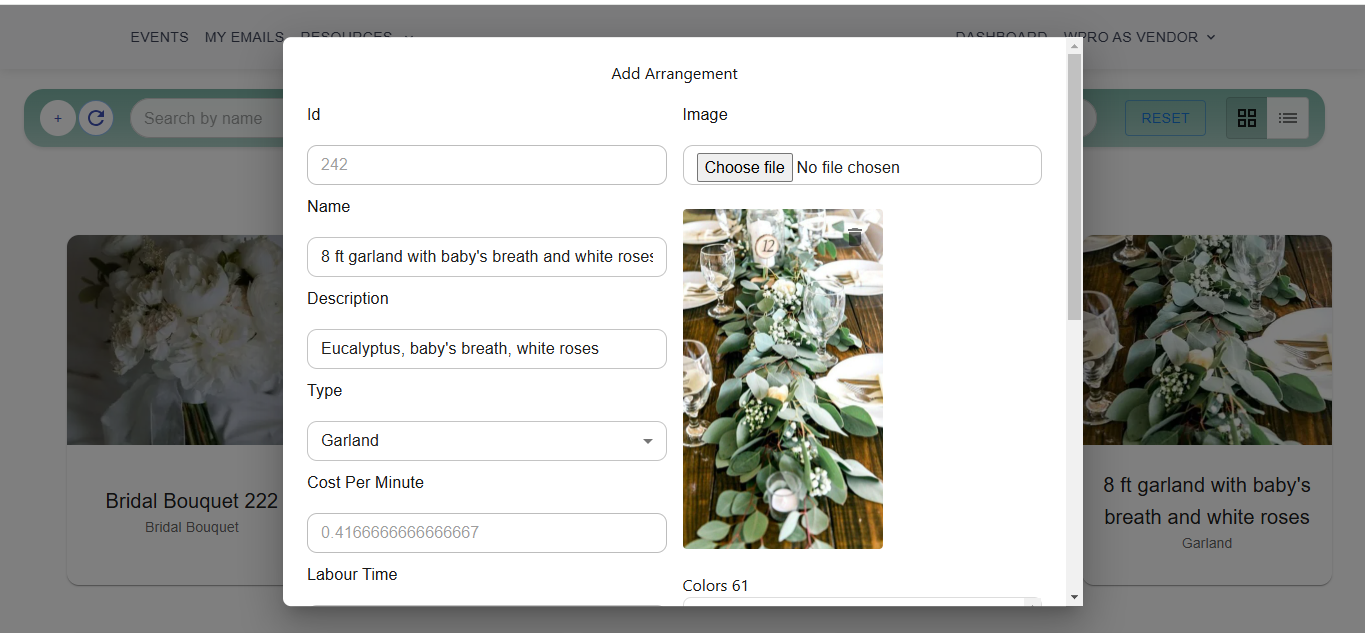 EVENTS MY EMAILS RESOURCES DASHBOARD WPRO AS VENDOR
Add Arrangement
+ Search by name RESET
Id
242
Name
8 ft garland with baby's breath and white roses
Description
Eucalyptus, baby's breath, white roses
Type
Garland
Cost Per Minute
0.4166666666666667
Labour Time
Image
Choose file No file chosen
12
Colors 61
Bridal Bouquet 222
Bridal Bouquet
8 ft garland with baby's
breath and white roses
Garland